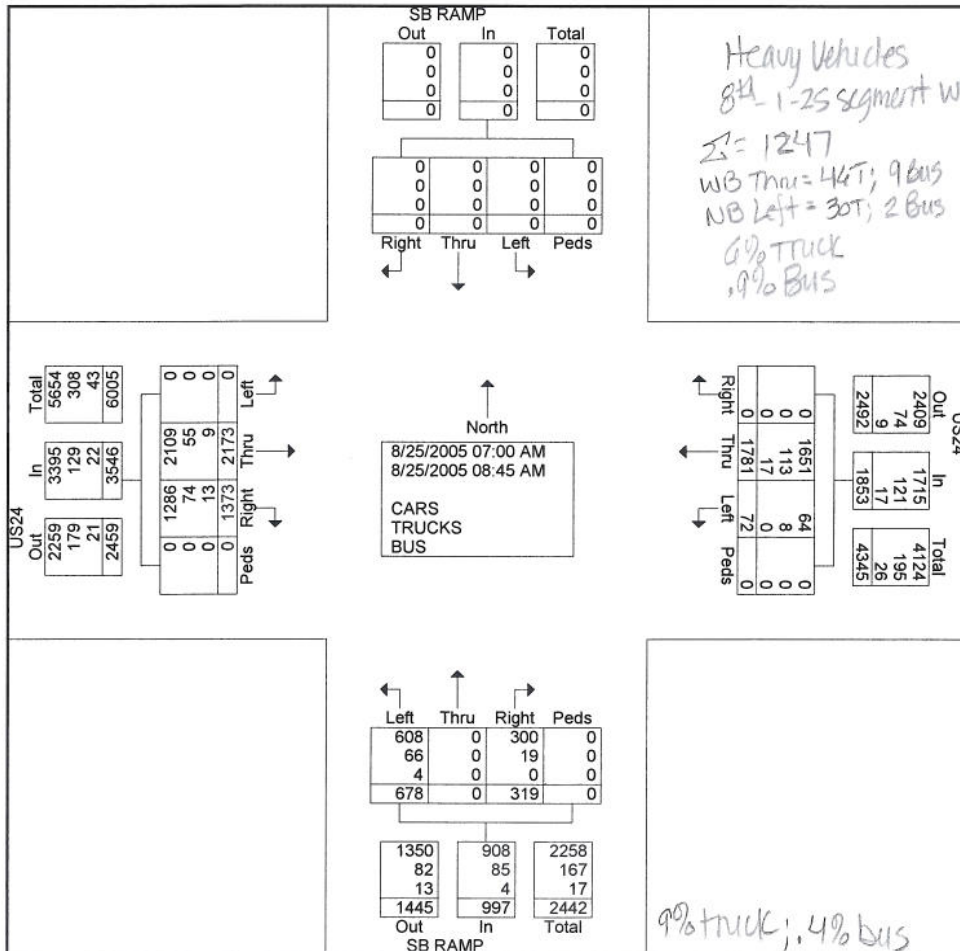 SB RAMP
Out In Total
0 0 0
0 0 0
0 0 0
0 0 0
0 0 0 0
0 0 0 0
0 0 0 0
0 0 0 0
Right Thru Left Peds
Heavy Vehicles
8th - I-25 segment W
Σ = 1247
WB Thru = 44T; 9 Bus
NB Left = 30T; 2 Bus
6% Truck
.9% Bus
US24
Total In Out
5654 3395 2259
308 129 179
43 22 21
6005 3546 2459
Left Thru Right Peds
0 2109 1286 0
0 55 74 0
0 9 13 0
0 2173 1373 0
North
8/25/2005 07:00 AM
8/25/2005 08:45 AM
CARS
TRUCKS
BUS
Right Thru Left Peds
0 1651 64 0
0 113 8 0
0 17 0 0
0 1781 72 0
US24
Out In Total
2409 1715 4124
74 121 195
9 17 26
2492 1853 4345
Left Thru Right Peds
608 0 300 0
66 0 19 0
4 0 0 0
678 0 319 0
1350 908 2258
82 85 167
13 4 17
1445 997 2442
Out In Total
SB RAMP
9% truck; .4% bus